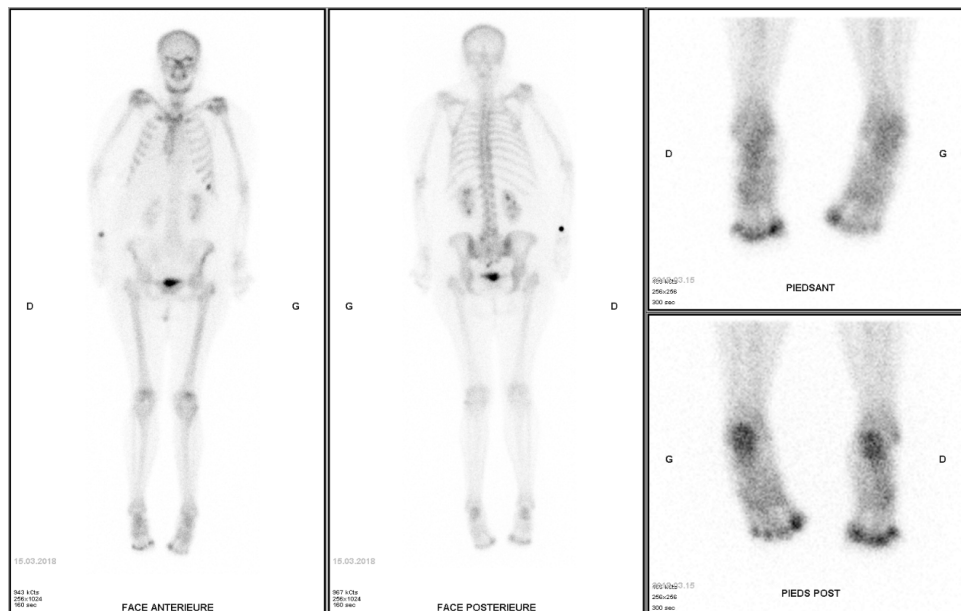 D
G
15.03.2018
943 kCts
256x1024
160 sec
FACE ANTERIEURE
G
D
15.03.2018
967 kCts
256x1024
160 sec
FACE POSTERIEURE
D
G
256x256
300 sec
PIEDSANT
G
D
256x256
300 sec
PIEDS POST